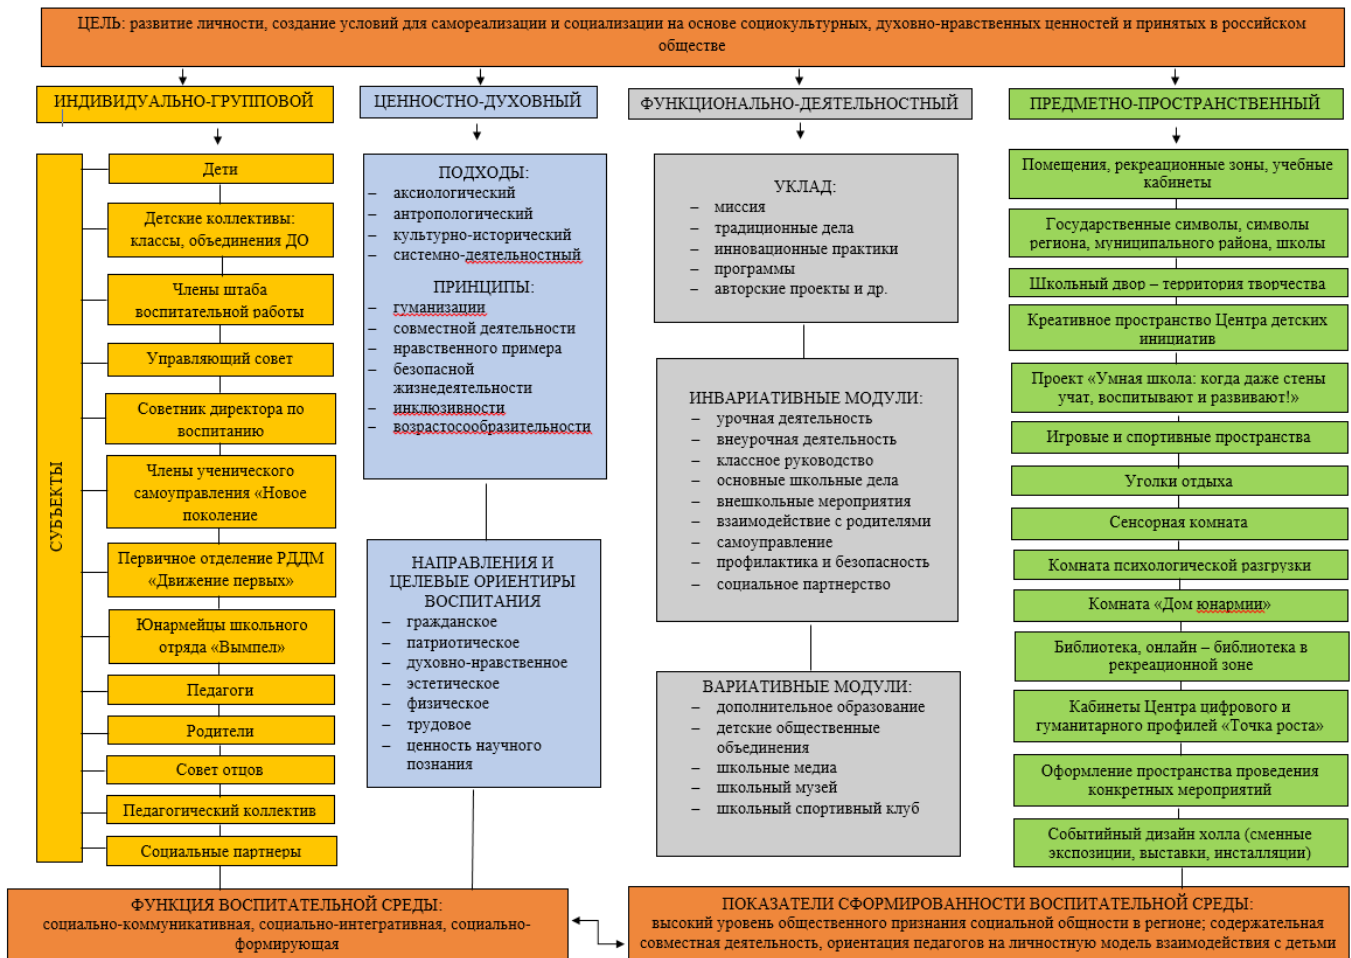 ЦЕЛЬ: развитие личности, создание условий для самореализации и социализации на основе социокультурных, духовно-нравственных ценностей и принятых в российском
обществе
ИНДИВИДУАЛЬНО-ГРУППОВОЙ
ЦЕННОСТНО-ДУХОВНЫЙ
ФУНКЦИОНАЛЬНО-ДЕЯТЕЛЬНОСТНЫЙ
ПРЕДМЕТНО-ПРОСТРАНСТВЕННЫЙ
СУБЪЕКТЫ
Дети
Детские коллективы:
классы, объединения ДО
Члены штаба
воспитательной работы
Управляющий совет
Советник директора по
воспитанию
Члены ученического
самоуправления «Новое
поколение
Первичное отделение РДДМ
«Движение первых»
Юнармейцы школьного
отряда «Вымпел»
Педагоги
Родители
Совет отцов
Педагогический коллектив
Социальные партнеры
ПОДХОДЫ:
– аксиологический
– антропологический
– культурно-исторический
– системно-деятельностный
ПРИНЦИПЫ:
– гуманизации
– совместной деятельности
– нравственного примера
– безопасной
жизнедеятельности
– инклюзивности
– возрастосообразительности
НАПРАВЛЕНИЯ И
ЦЕЛЕВЫЕ ОРИЕНТИРЫ
ВОСПИТАНИЯ
– гражданское
– патриотическое
– духовно-нравственное
– эстетическое
– физическое
– трудовое
– ценность научного
познания
УКЛАД:
– миссия
– традиционные дела
– инновационные практики
– программы
– авторские проекты и др.
ИНВАРИАТИВНЫЕ МОДУЛИ:
– урочная деятельность
– внеурочная деятельность
– классное руководство
– основные школьные дела
– внешкольные мероприятия
– взаимодействие с родителями
– самоуправление
– профилактика и безопасность
– социальное партнерство
ВАРИАТИВНЫЕ МОДУЛИ:
– дополнительное образование
– детские общественные
объединения
– школьные медиа
– школьный музей
– школьный спортивный клуб
Помещения, рекреационные зоны, учебные
кабинеты
Государственные символы, символы
региона, муниципального района, школы
Школьный двор – территория творчества
Креативное пространство Центра детских
инициатив
Проект «Умная школа: когда даже стены
учат, воспитывают и развивают!»
Игровые и спортивные пространства
Уголки отдыха
Сенсорная комната
Комната психологической разгрузки
Комната «Дом юнармии»
Библиотека, онлайн – библиотека в
рекреационной зоне
Кабинеты Центра цифрового и
гуманитарного профилей «Точка роста»
Оформление пространства проведения
конкретных мероприятий
Событийный дизайн холла (сменные
экспозиции, выставки, инсталляции)
ФУНКЦИЯ ВОСПИТАТЕЛЬНОЙ СРЕДЫ:
социально-коммуникативная, социально-интегративная, социально-
формирующая
ПОКАЗАТЕЛИ СФОРМИРОВАННОСТИ ВОСПИТАТЕЛЬНОЙ СРЕДЫ:
высокий уровень общественного признания социальной общности в регионе; содержательная
совместная деятельность, ориентация педагогов на личностную модель взаимодействия с детьми